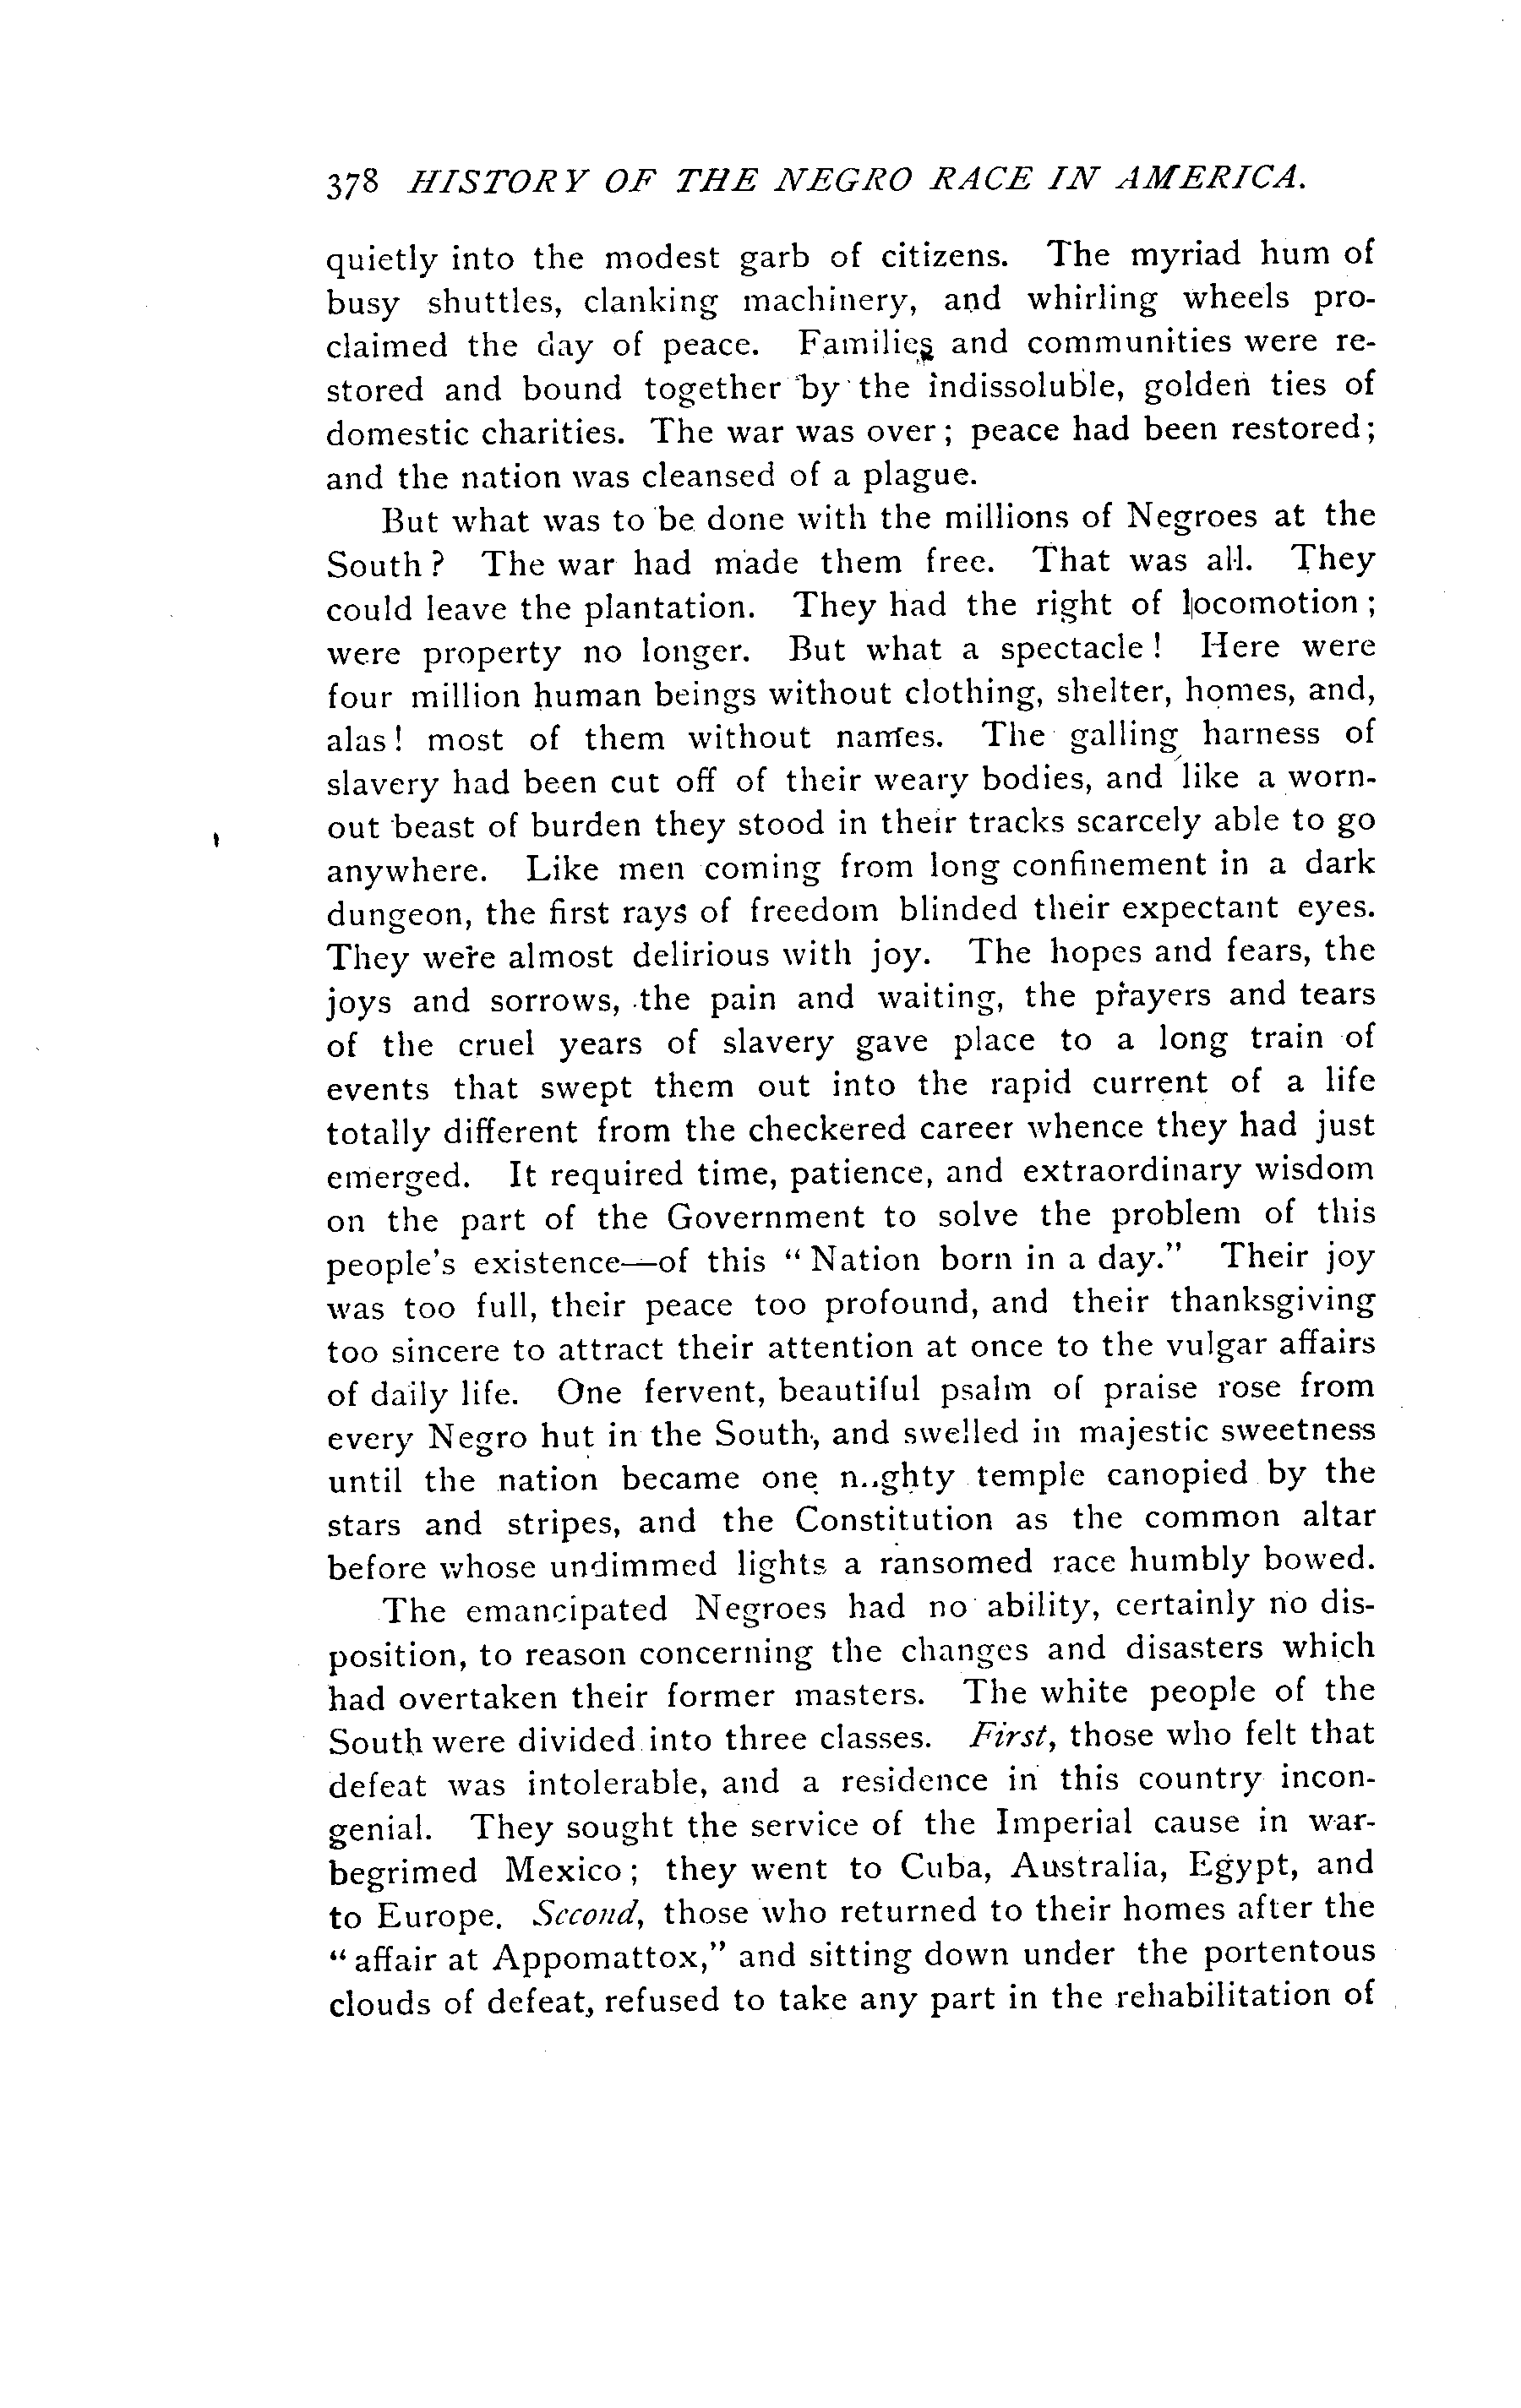 378 HISTORY OF THE NEGRO RACE IN AMERICA.
quietly into the modest garb of citizens. The myriad hum of
busy shuttles, clanking machinery, and whirling wheels pro-
claimed the day of peace. Families and communities were re-
stored and bound together by the indissoluble, golden ties of
domestic charities. The war was over; peace had been restored;
and the nation was cleansed of a plague.
But what was to be done with the millions of Negroes at the
South? The war had made them free. That was all. They
could leave the plantation. They had the right of locomotion;
were property no longer. But what a spectacle! Here were
four million human beings without clothing, shelter, homes, and,
alas! most of them without names. The galling harness of
slavery had been cut off of their weary bodies, and like a worn-
out beast of burden they stood in their tracks scarcely able to go
anywhere. Like men coming from long confinement in a dark
dungeon, the first rays of freedom blinded their expectant eyes.
They were almost delirious with joy. The hopes and fears, the
joys and sorrows, the pain and waiting, the prayers and tears
of the cruel years of slavery gave place to a long train of
events that swept them out into the rapid current of a life
totally different from the checkered career whence they had just
emerged. It required time, patience, and extraordinary wisdom
on the part of the Government to solve the problem of this
people's existence—of this "Nation born in a day." Their joy
was too full, their peace too profound, and their thanksgiving
too sincere to attract their attention at once to the vulgar affairs
of daily life. One fervent, beautiful psalm of praise rose from
every Negro hut in the South, and swelled in majestic sweetness
until the nation became one temple canopied by the
stars and stripes, and the Constitution as the common altar
before whose undimmed lights a ransomed race humbly bowed.
The emancipated Negroes had no ability, certainly no dis-
position, to reason concerning the changes and disasters which
had overtaken their former masters. The white people of the
South were divided into three classes. First, those who felt that
defeat was intolerable, and a residence in this country incon-
genial. They sought the service of the Imperial cause in war-
begrimed Mexico; they went to Cuba, Australia, Egypt, and
to Europe. Second, those who returned to their homes after the
"affair at Appomattox," and sitting down under the portentous
clouds of defeat, refused to take any part in the rehabilitation of